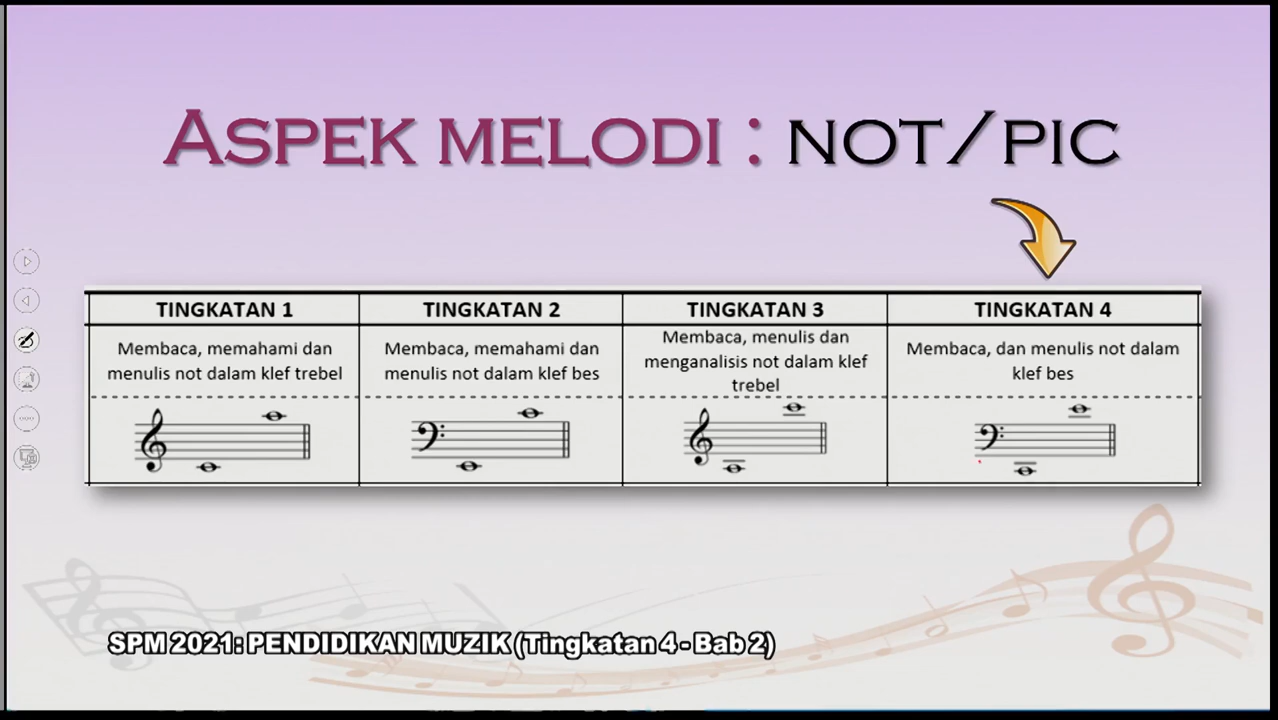 ASPEK MELODI : NOT/PIC
TINGKATAN 1
TINGKATAN 2
TINGKATAN 3
TINGKATAN 4
Membaca, memahami dan
menulis not dalam klef trebel
Membaca, memahami dan
menulis not dalam klef bes
Membaca, menulis dan
menganalisis not dalam klef
trebel
Membaca, dan menulis not dalam
klef bes
SPM 2021: PENDIDIKAN MUZIK (Tingkatan 4 - Bab 2)